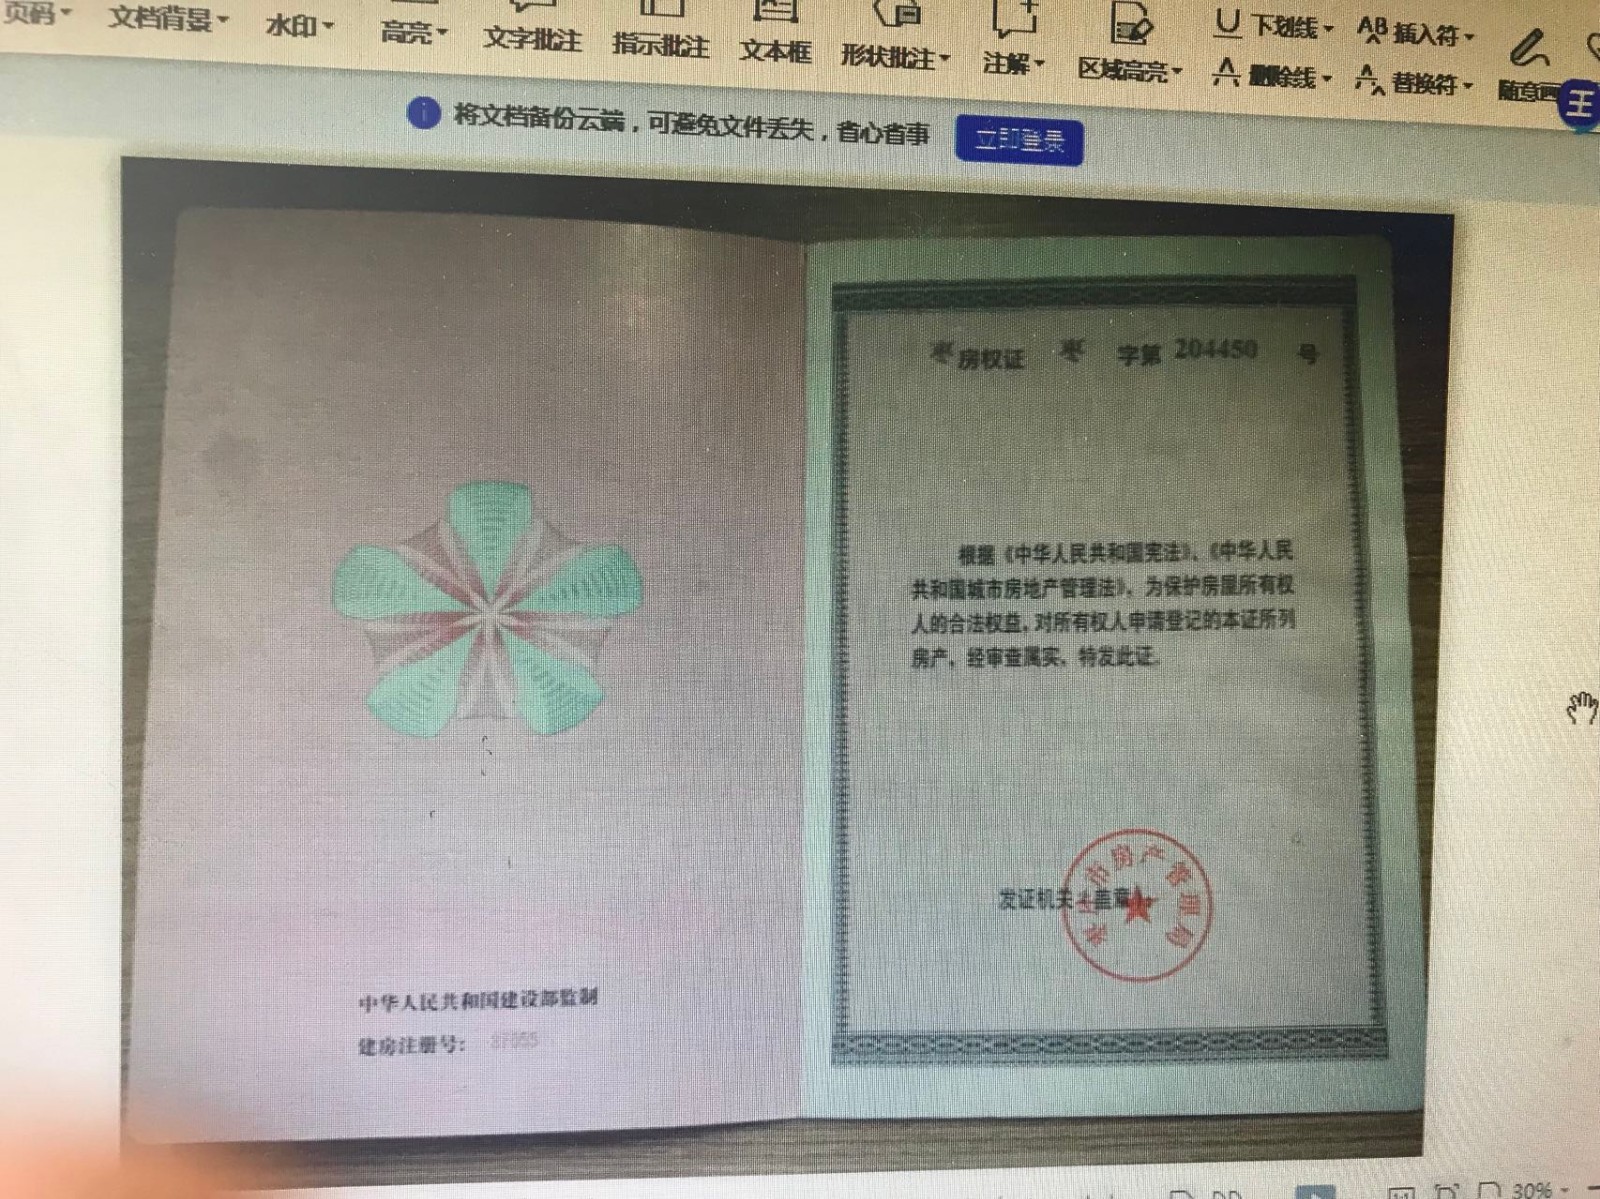 页码
文档背景
水印
高亮
文字批注
指示批注
文本框
形状批注
注解
区域高亮
下划线
删除线
插入符
替换符
随意画
王
将文档备份云端，可避免文件丢失，省心省事
立即登录
枣房权证 枣 字第 204450 号
根据《中华人民共和国宪法》、《中华人民
共和国城市房地产管理法》，为保护房屋所有权
人的合法权益，对所有权人申请登记的本证所列
房产，经审查属实，特发此证。
发证机关（盖章）
市房产管理局
中华人民共和国建设部监制
建房注册号：
30%